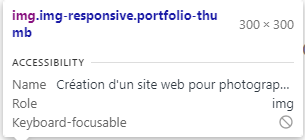 img.img-responsive.portfolio-thu
mb
300 × 300
ACCESSIBILITY
Name Création d'un site web pour photograp...
Role img
Keyboard-focusable